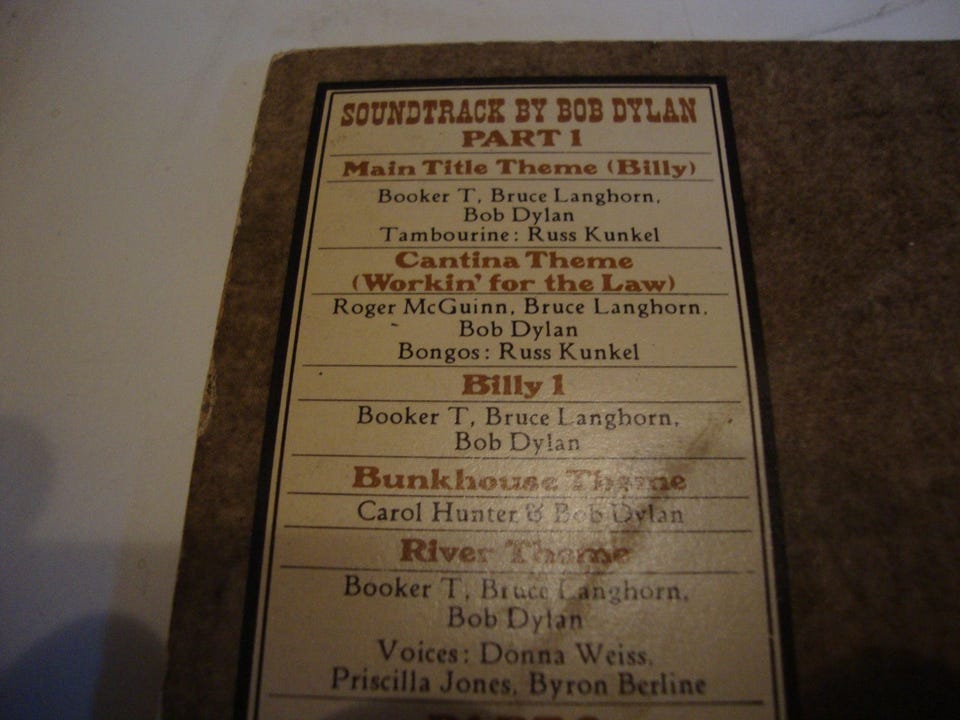 SOUNDTRACK BY BOB DYLAN
PART 1
Main Title Theme (Billy)
Booker T, Bruce Langhorn,
Bob Dylan
Tambourine: Russ Kunkel
Cantina Theme
(Workin' for the Law)
Roger McGuinn, Bruce Langhorn,
Bob Dylan
Bongos: Russ Kunkel
Billy 1
Booker T, Bruce Langhorn,
Bob Dylan
Bunkhouse Theme
Carol Hunter & Bob Dylan
River Theme
Booker T, Bruce Langhorn,
Bob Dylan
Voices: Donna Weiss,
Priscilla Jones, Byron Berline